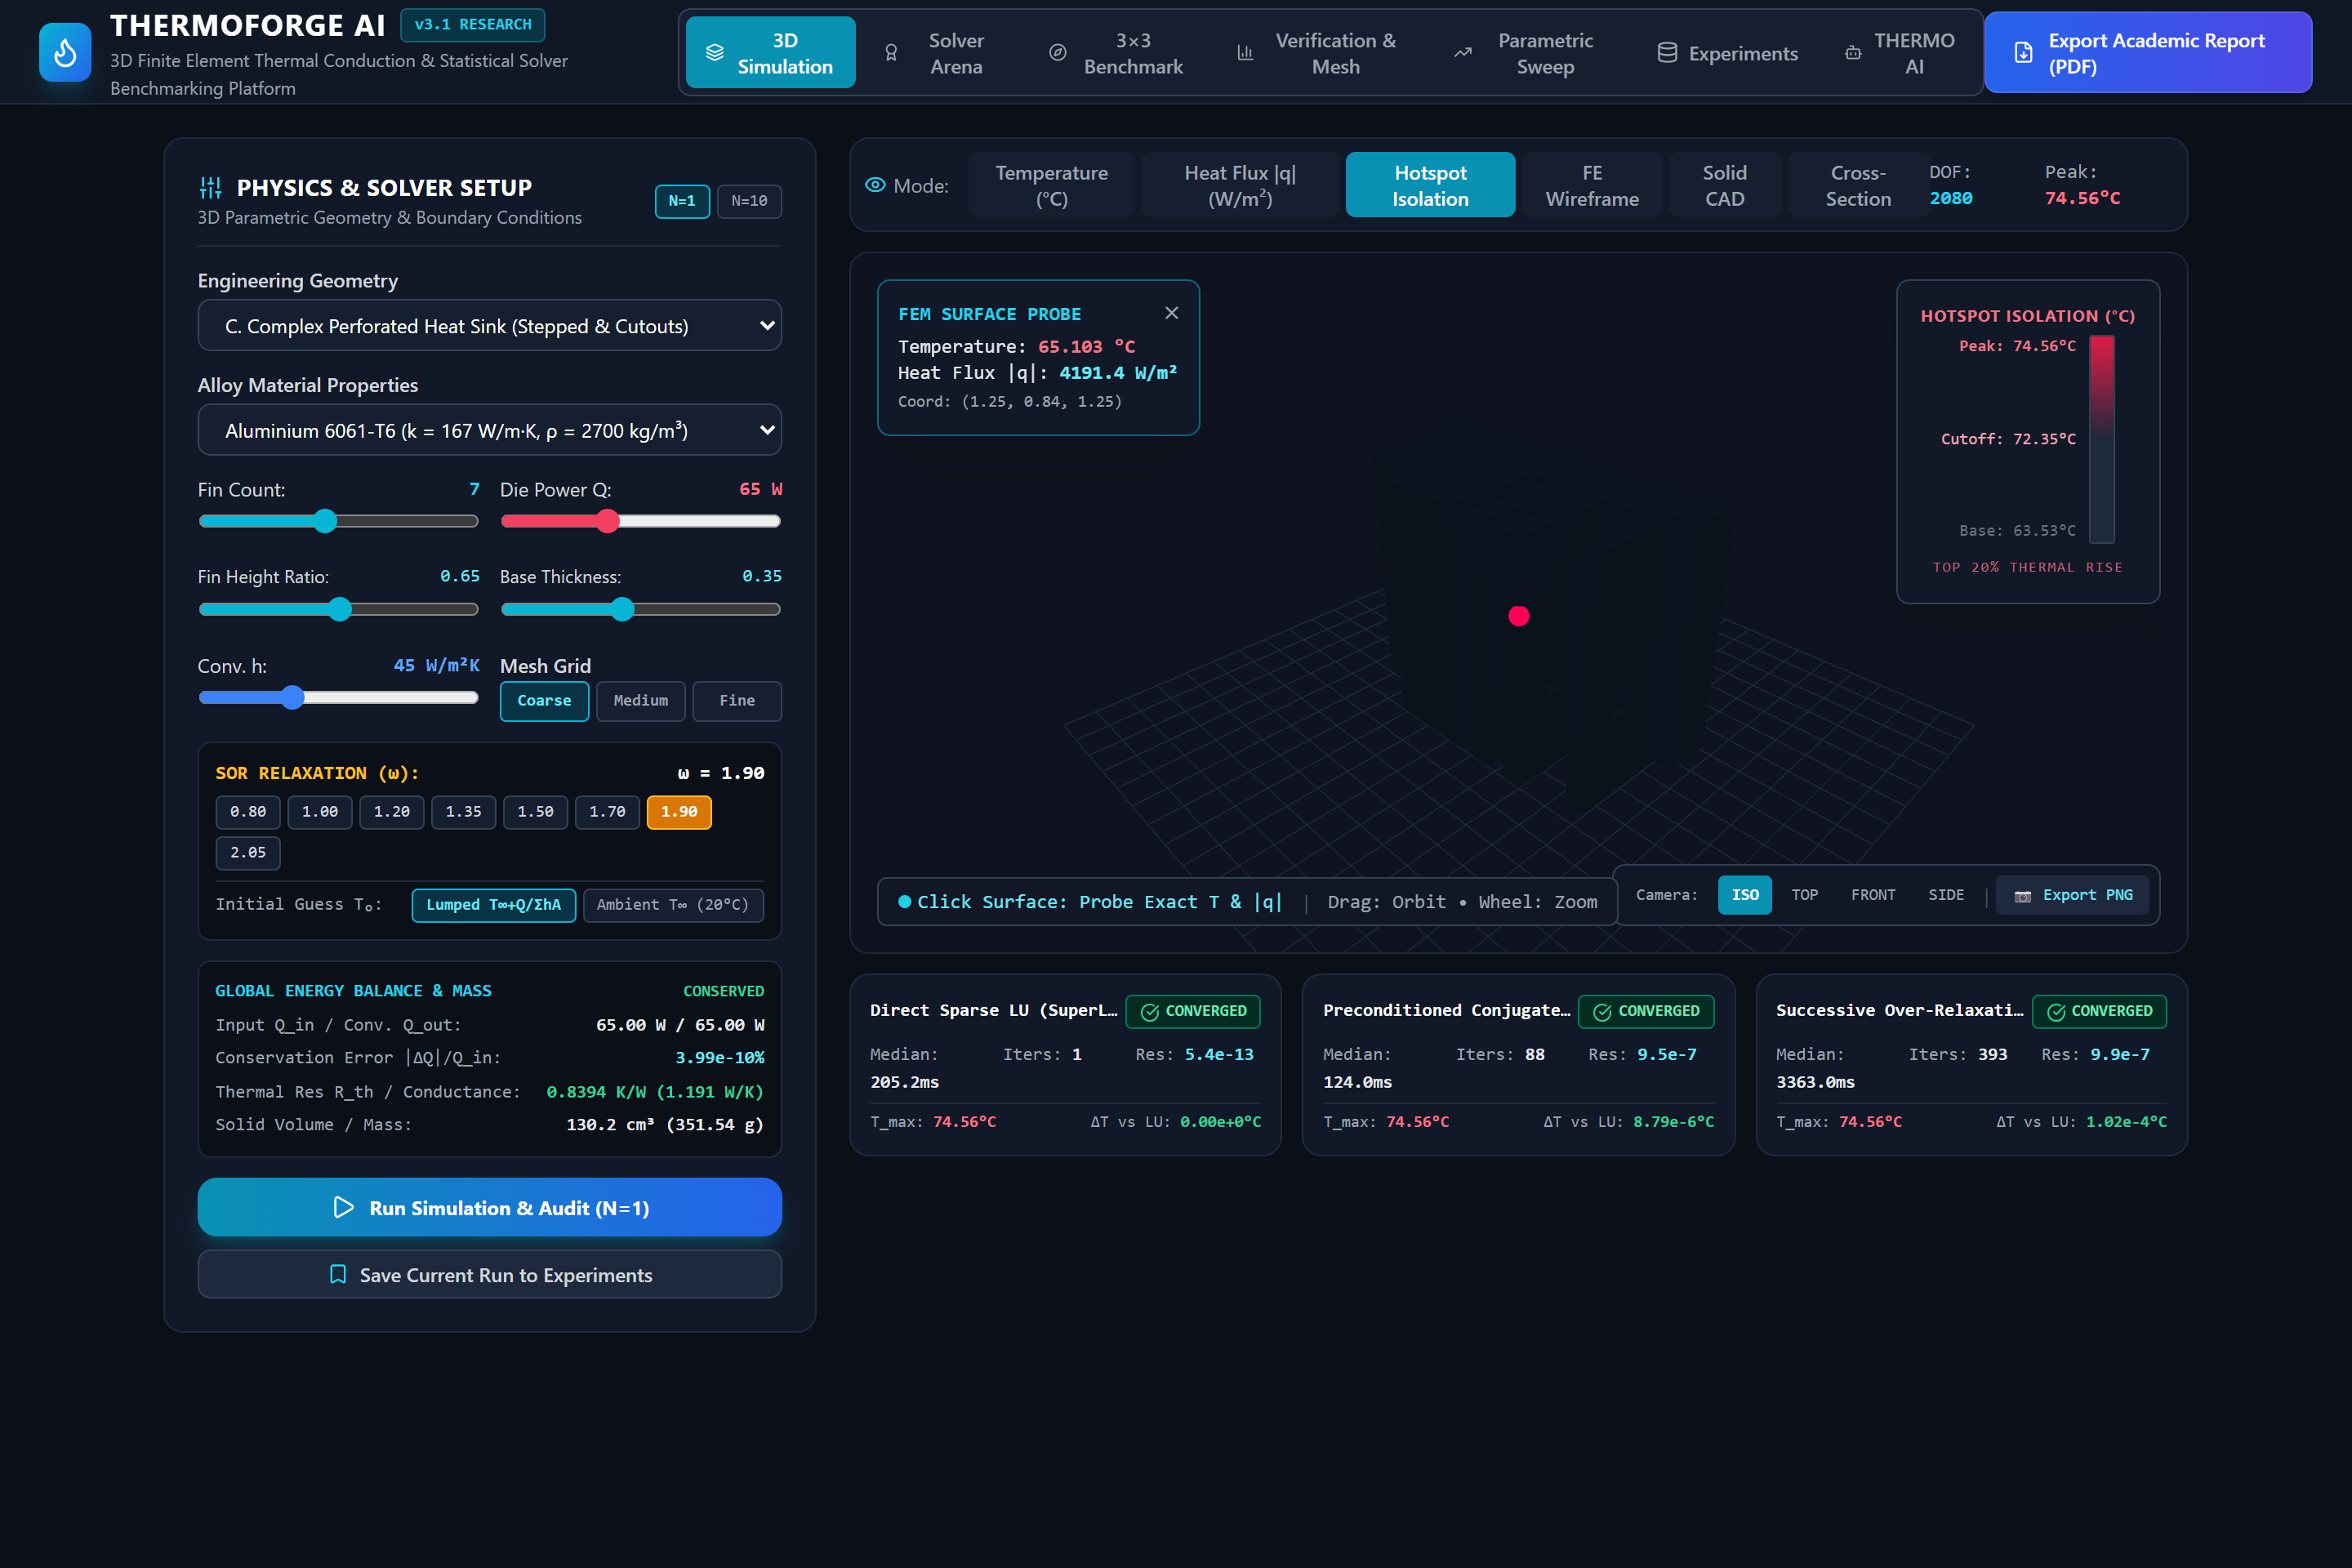 THERMOFORGE AI
v3.1 RESEARCH
3D Finite Element Thermal Conduction & Statistical Solver
Benchmarking Platform
3D
Simulation
Solver
Arena
3×3
Benchmark
Verification &
Mesh
Parametric
Sweep
Experiments
THERMO
AI
Export Academic Report
(PDF)
PHYSICS & SOLVER SETUP
3D Parametric Geometry & Boundary Conditions
N=1
N=10
Engineering Geometry
C. Complex Perforated Heat Sink (Stepped & Cutouts)
Alloy Material Properties
Aluminium 6061-T6 (k = 167 W/m·K, ρ = 2700 kg/m³)
Fin Count: 7
Die Power Q: 65 W
Fin Height Ratio: 0.65
Base Thickness: 0.35
Conv. h: 45 W/m²K
Mesh Grid
Coarse
Medium
Fine
SOR RELAXATION (ω): ω = 1.90
0.80
1.00
1.20
1.35
1.50
1.70
1.90
2.05
Initial Guess T₀:
Lumped T∞+Q/ΣhA
Ambient T∞ (20°C)
GLOBAL ENERGY BALANCE & MASS CONSERVED
Input Q_in / Conv. Q_out: 65.00 W / 65.00 W
Conservation Error |ΔQ|/Q_in: 3.99e-10%
Thermal Res R_th / Conductance: 0.8394 K/W (1.191 W/K)
Solid Volume / Mass: 130.2 cm³ (351.54 g)
Run Simulation & Audit (N=1)
Save Current Run to Experiments
Mode:
Temperature
(°C)
Heat Flux |q|
(W/m²)
Hotspot
Isolation
FE
Wireframe
Solid
CAD
Cross-
Section
DOF:
2080
Peak:
74.56°C
FEM SURFACE PROBE
Temperature: 65.103 °C
Heat Flux |q|: 4191.4 W/m²
Coord: (1.25, 0.84, 1.25)
HOTSPOT ISOLATION (°C)
Peak: 74.56°C
Cutoff: 72.35°C
Base: 63.53°C
TOP 20% THERMAL RISE
Click Surface: Probe Exact T & |q| | Drag: Orbit • Wheel: Zoom
Camera:
ISO
TOP
FRONT
SIDE
|
Export PNG
Direct Sparse LU (SuperL…
CONVERGED
Median:
205.2ms
Iters: 1
Res: 5.4e-13
T_max: 74.56°C
ΔT vs LU: 0.00e+0°C
Preconditioned Conjugate…
CONVERGED
Median:
124.0ms
Iters: 88
Res: 9.5e-7
T_max: 74.56°C
ΔT vs LU: 8.79e-6°C
Successive Over-Relaxati…
CONVERGED
Median:
3363.0ms
Iters: 393
Res: 9.9e-7
T_max: 74.56°C
ΔT vs LU: 1.02e-4°C